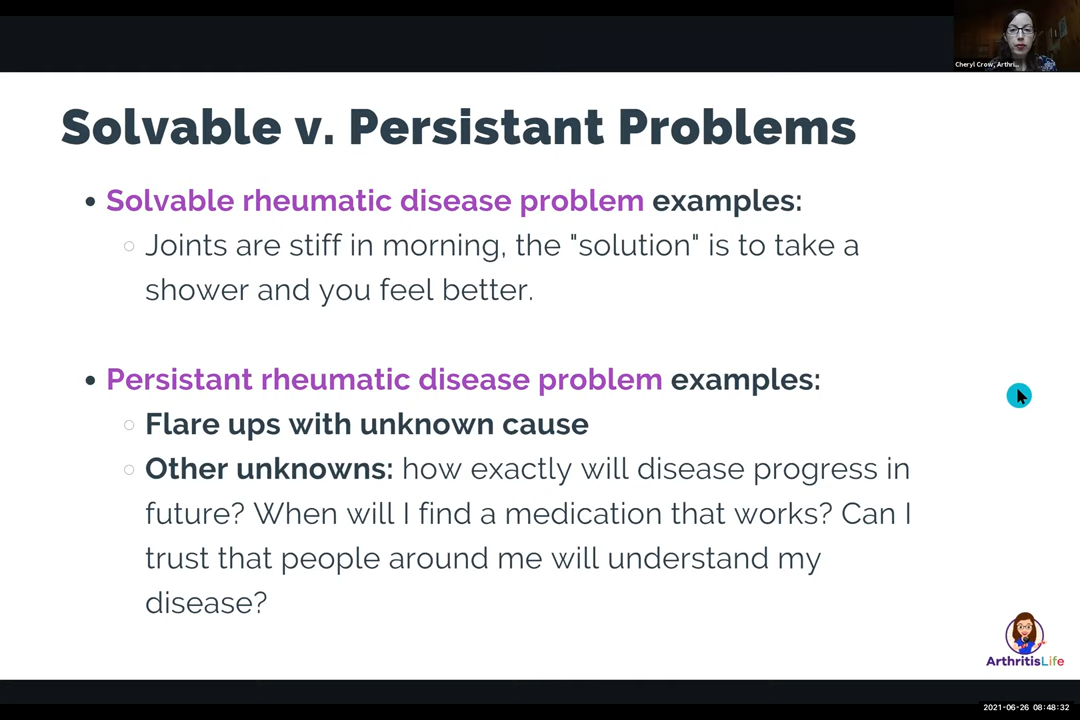 Cheryl Crow, Arthri...
Solvable v. Persistant Problems
• Solvable rheumatic disease problem examples:
○ Joints are stiff in morning, the "solution" is to take a
shower and you feel better.
• Persistant rheumatic disease problem examples:
○ Flare ups with unknown cause
○ Other unknowns: how exactly will disease progress in
future? When will I find a medication that works? Can I
trust that people around me will understand my
disease?
ArthritisLife
2021-06-26 08:48:32